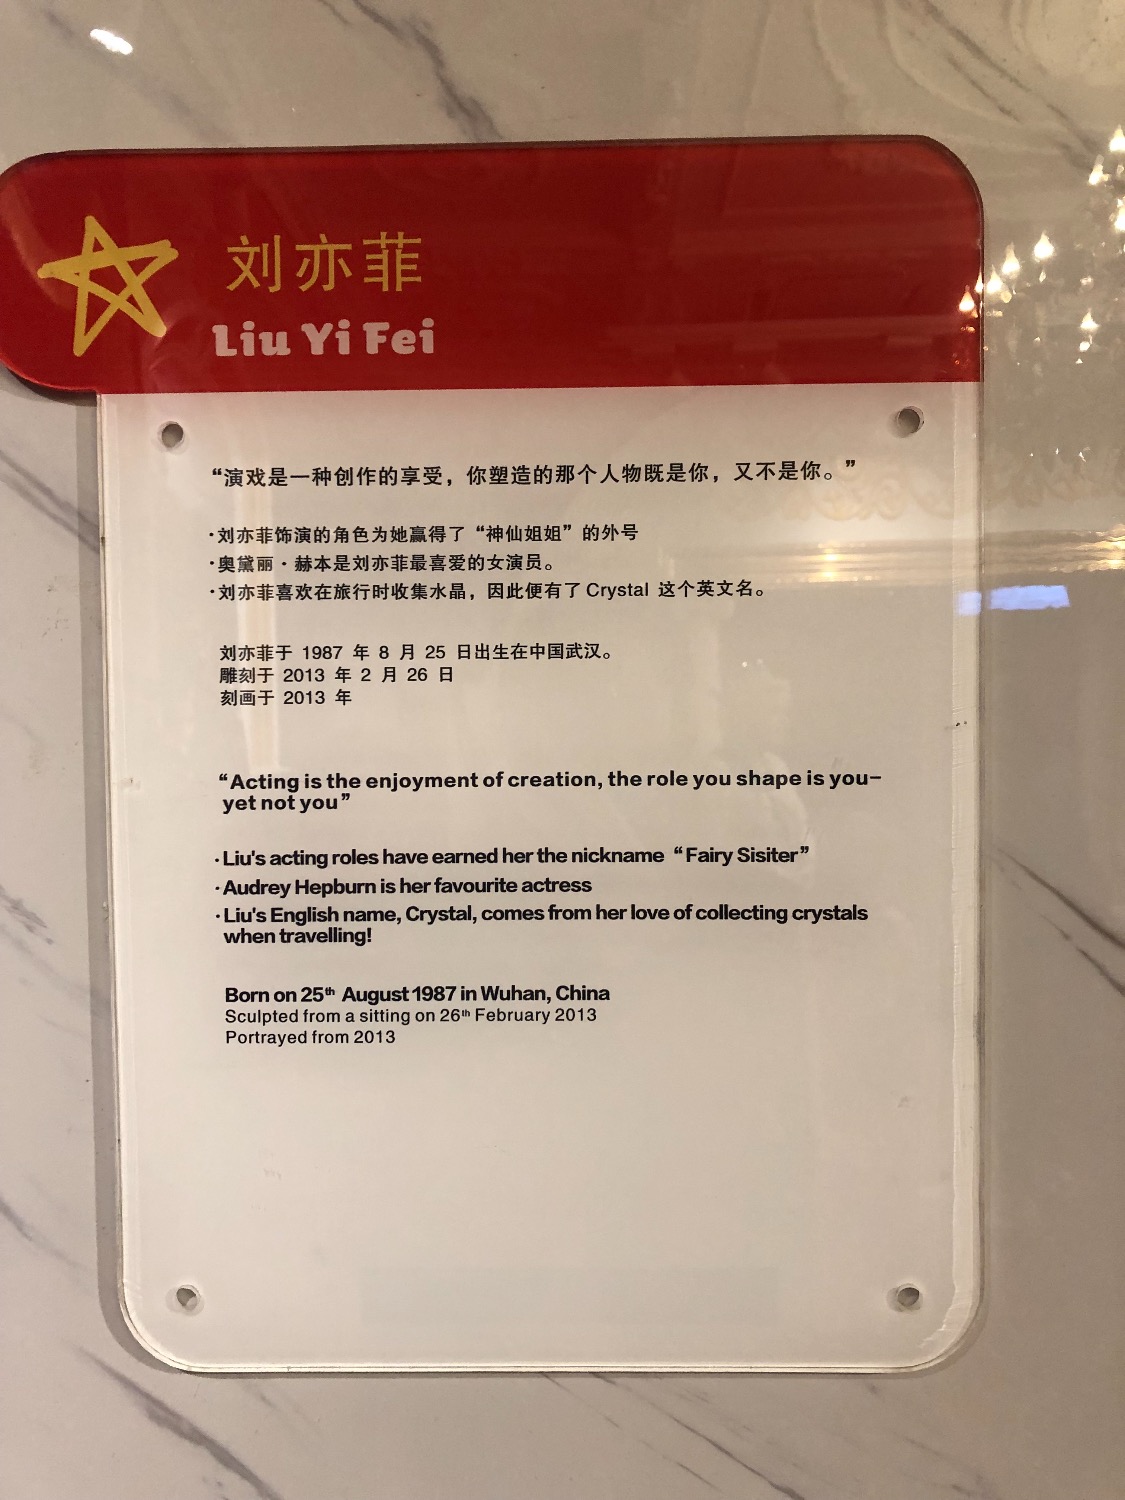 刘亦菲
Liu Yi Fei
“演戏是一种创作的享受，你塑造的那个人物既是你，又不是你。”
·刘亦菲饰演的角色为她赢得了“神仙姐姐”的外号
·奥黛丽·赫本是刘亦菲最喜爱的女演员。
·刘亦菲喜欢在旅行时收集水晶，因此便有了Crystal 这个英文名。
刘亦菲于 1987 年 8 月 25 日出生在中国武汉。
雕刻于 2013 年 2 月 26 日
刻画于 2013 年
“Acting is the enjoyment of creation, the role you shape is you–
yet not you”
·Liu's acting roles have earned her the nickname “Fairy Sisiter”
·Audrey Hepburn is her favourite actress
·Liu's English name, Crystal, comes from her love of collecting crystals
when travelling!
Born on 25th August 1987 in Wuhan, China
Sculpted from a sitting on 26th February 2013
Portrayed from 2013